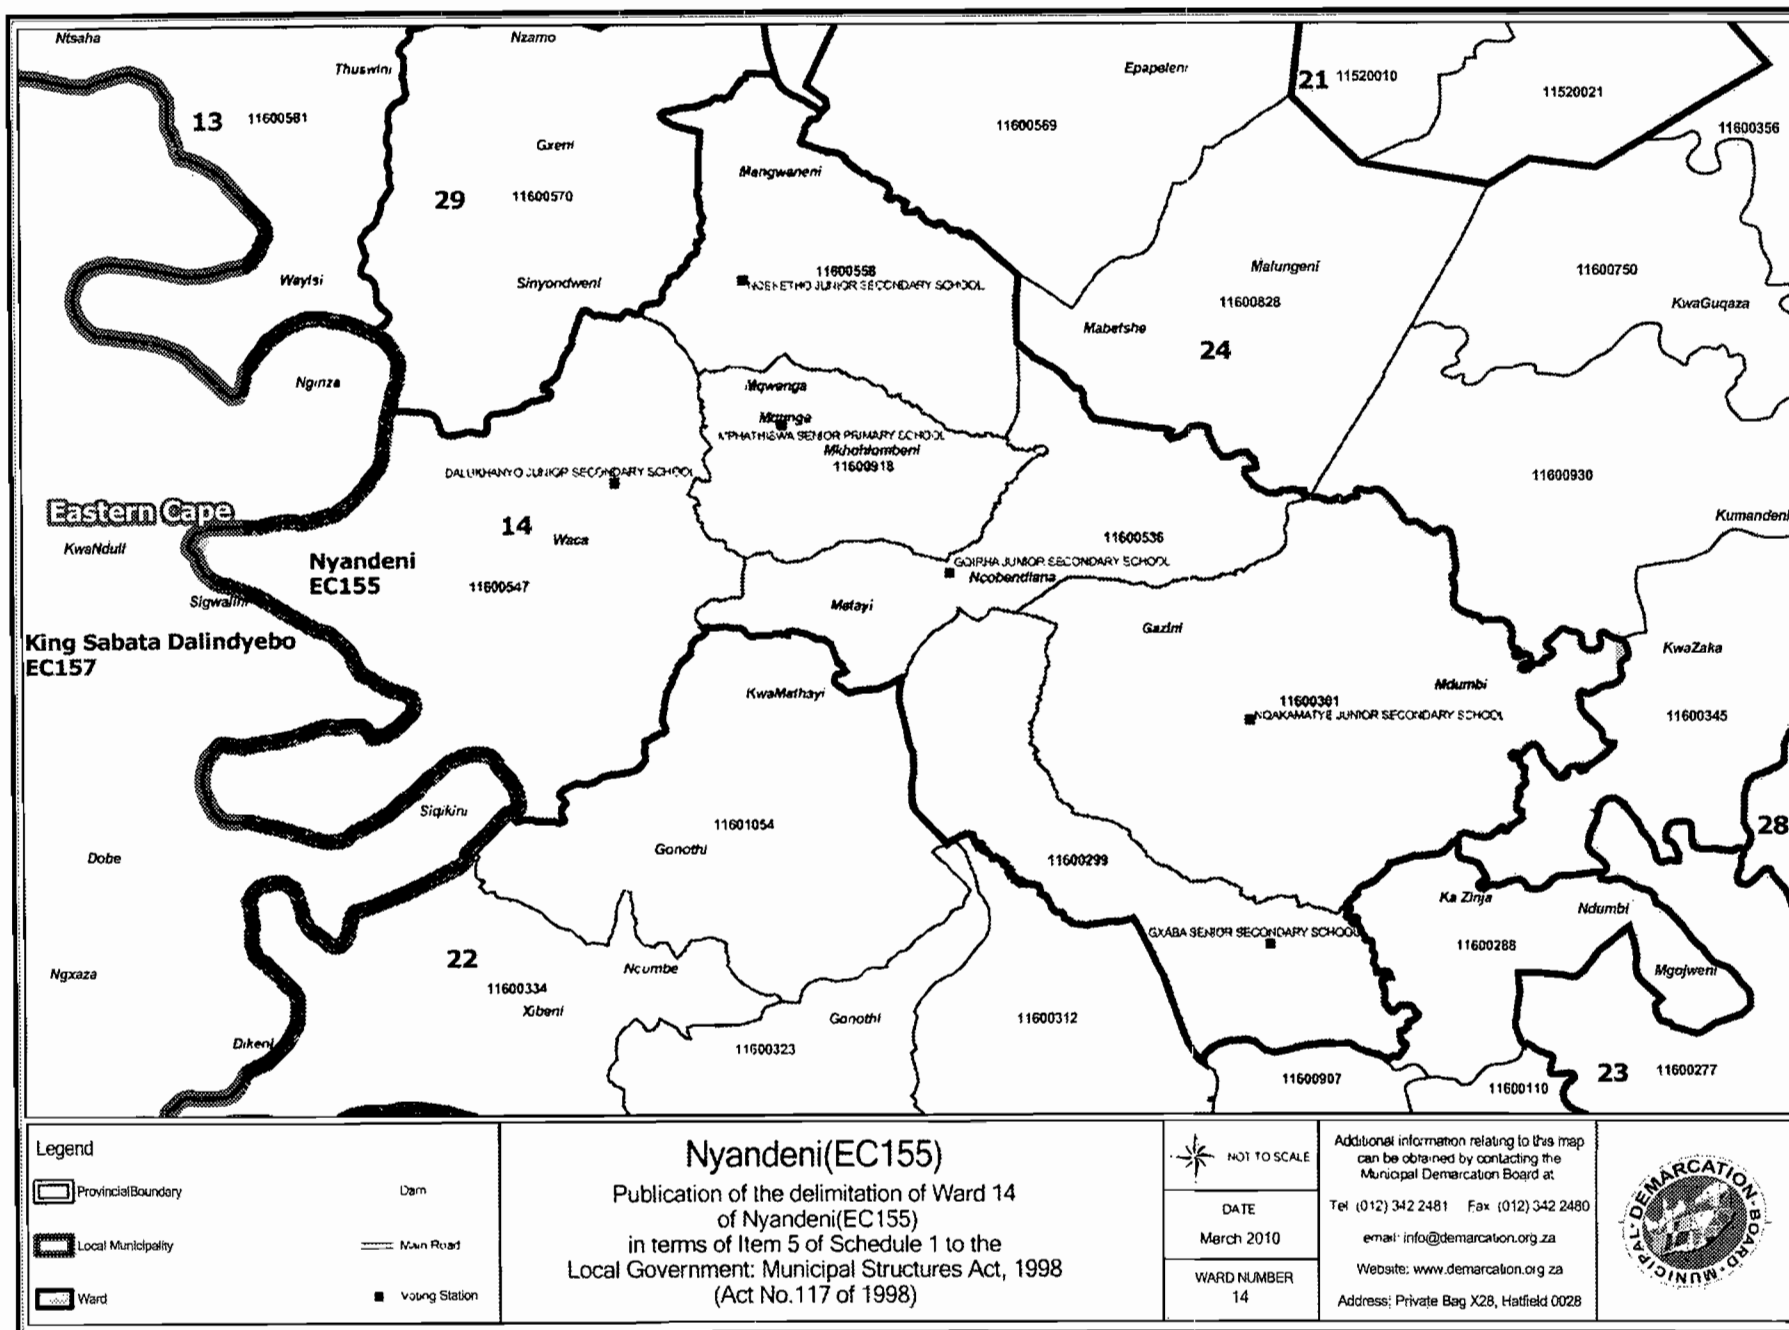 Ntsaha
Nzamo
Thuswini
Epapeleni
21
11520010
11520021
13
11600581
11600569
11600356
Gxeni
Mangwaneni
29
11600570
Wayisi
Sinyondweni
11600558
JUNIOR SECONDARY SCHOOL
Malungeni
11600828
11600750
KwaGuqaza
Mabetshe
24
Nginza
Mqwenga
SENIOR PRIMARY SCHOOL
Mkhohlombeni
11600918
DALUKHANYO JUNIOR SECONDARY SCHOOL
11600930
Eastern Cape
KwaNduli
14
Waca
11600536
Kumandeni
Nyandeni
EC155
11600547
GQIRHA JUNIOR SECONDARY SCHOOL
Ncobendlana
Sigwalini
Matayi
Gazini
King Sabata Dalindyebo
EC157
KwaZaka
KwaMathayi
Mdumbi
11600301
NQAKAMATYE JUNIOR SECONDARY SCHOOL
11600345
Siqikini
11601054
Gonothi
28
Dobe
11600299
Ka Zinja
Ndumbi
GXABA SENIOR SECONDARY SCHOOL
11600288
22
Ncumbe
Ngxaza
Mgojweni
11600334
Xibeni
Gonothi
11600312
Dikeni
11600323
11600907
11600110
23
11600277
Legend
ProvincialBoundary
Dam
Local Municipality
Main Road
Ward
Voting Station
Nyandeni(EC155)
Publication of the delimitation of Ward 14
of Nyandeni(EC155)
in terms of Item 5 of Schedule 1 to the
Local Government: Municipal Structures Act, 1998
(Act No.117 of 1998)
NOT TO SCALE
DATE
March 2010
WARD NUMBER
14
Additional information relating to this map
can be obtained by contacting the
Municipal Demarcation Board at
Tel (012) 342 2481 Fax (012) 342 2480
email: info@demarcation.org.za
Website: www.demarcation.org.za
Address: Private Bag X28, Hatfield 0028
MUNICIPAL DEMARCATION BOARD